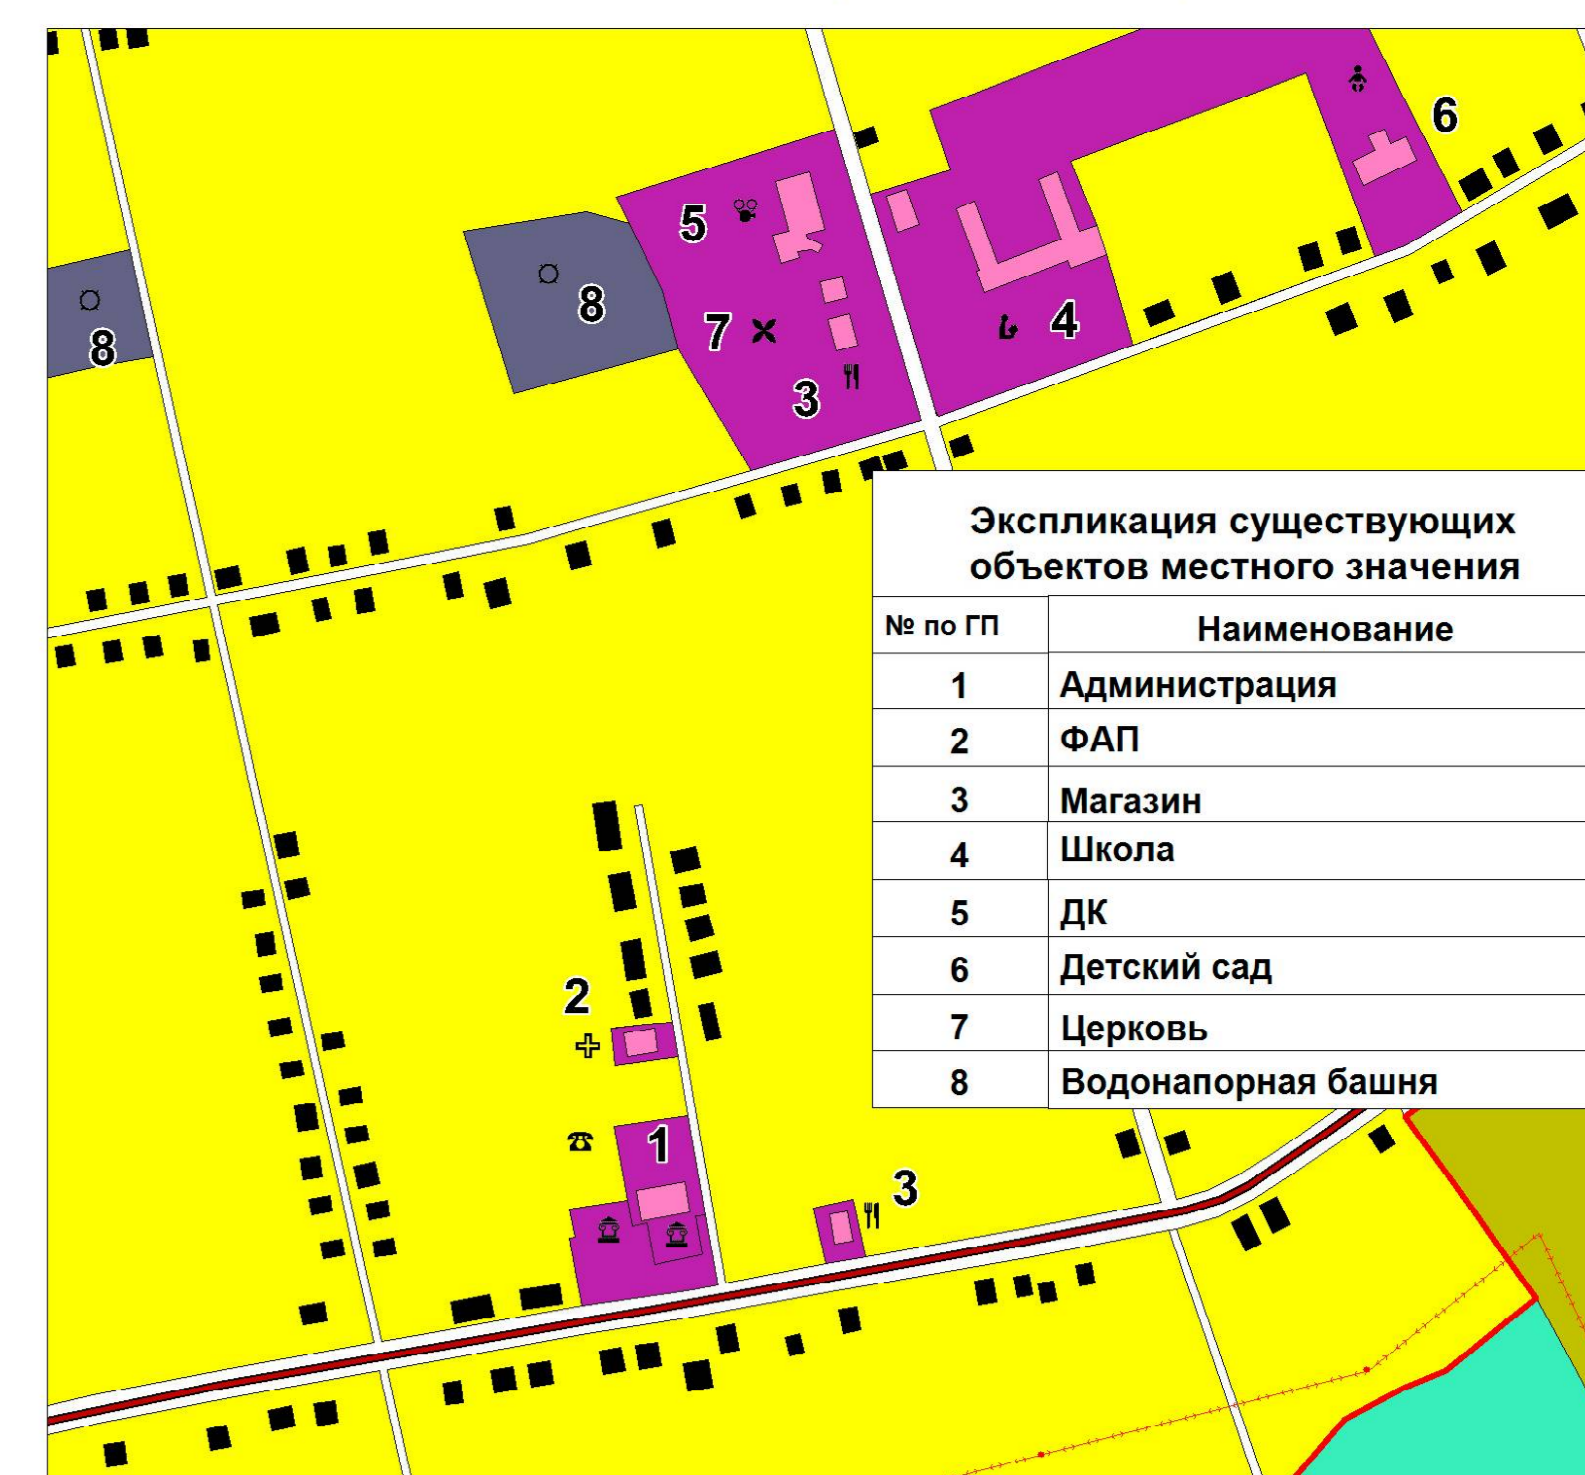 6
5
8
7
4
8
3
Экспликация существующих
объектов местного значения
№ по ГП Наименование
1 Администрация
2 ФАП
3 Магазин
4 Школа
5 ДК
6 Детский сад
7 Церковь
8 Водонапорная башня
2
1
3